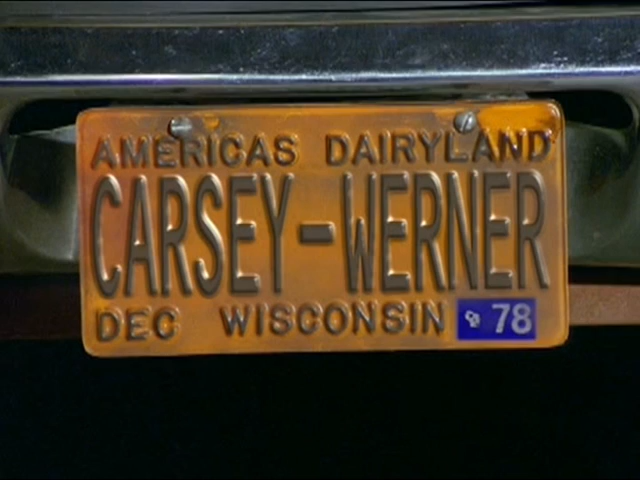 AMERICAS DAIRYLAND
CARSEY-WERNER
DEC WISCONSIN 78